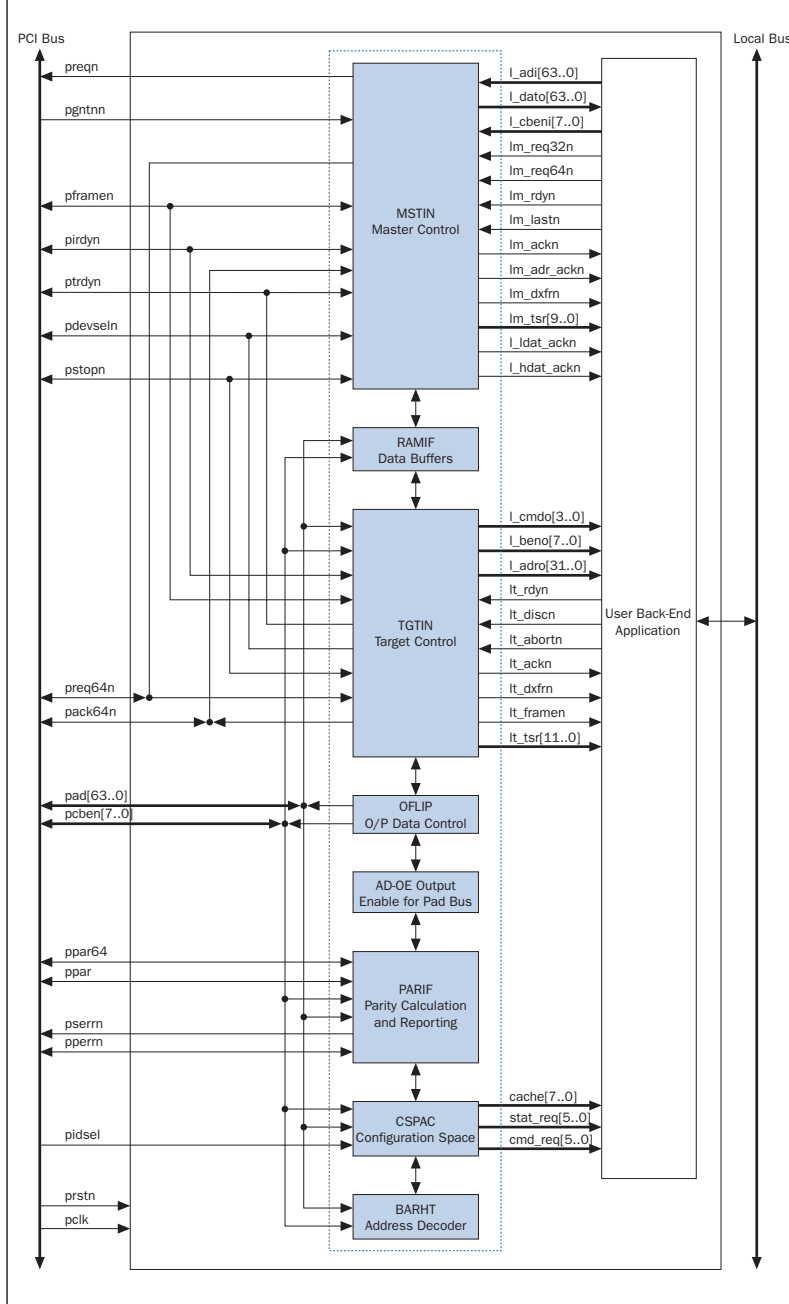 PCI Bus
Local Bus
preqn
pgntnn
pframen
pirdyn
ptrdyn
pdevseln
pstopn
MSTIN
Master Control
l_adi[63..0]
l_dato[63..0]
l_cbeni[7..0]
lm_req32n
lm_req64n
lm_rdyn
lm_lastn
lm_ackn
lm_adr_ackn
lm_dxfrn
lm_tsr[9..0]
l_ldat_ackn
l_hdat_ackn
RAMIF
Data Buffers
TGTIN
Target Control
l_cmdo[3..0]
l_beno[7..0]
l_adro[31..0]
lt_rdyn
lt_discn
lt_abortn
lt_ackn
lt_dxfrn
lt_framen
lt_tsr[11..0]
User Back-End
Application
preq64n
pack64n
pad[63..0]
pcben[7..0]
OFLIP
O/P Data Control
AD-OE Output
Enable for Pad Bus
ppar64
ppar
pserrn
pperrn
PARIF
Parity Calculation
and Reporting
pidsel
CSPAC
Configuration Space
cache[7..0]
stat_req[5..0]
cmd_req[5..0]
prstn
pclk
BARHT
Address Decoder